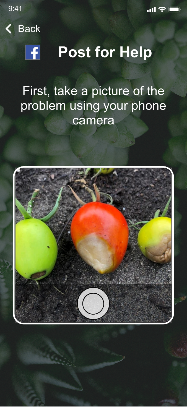 9:41
Back
Post for Help
First, take a picture of the
problem using your phone
camera